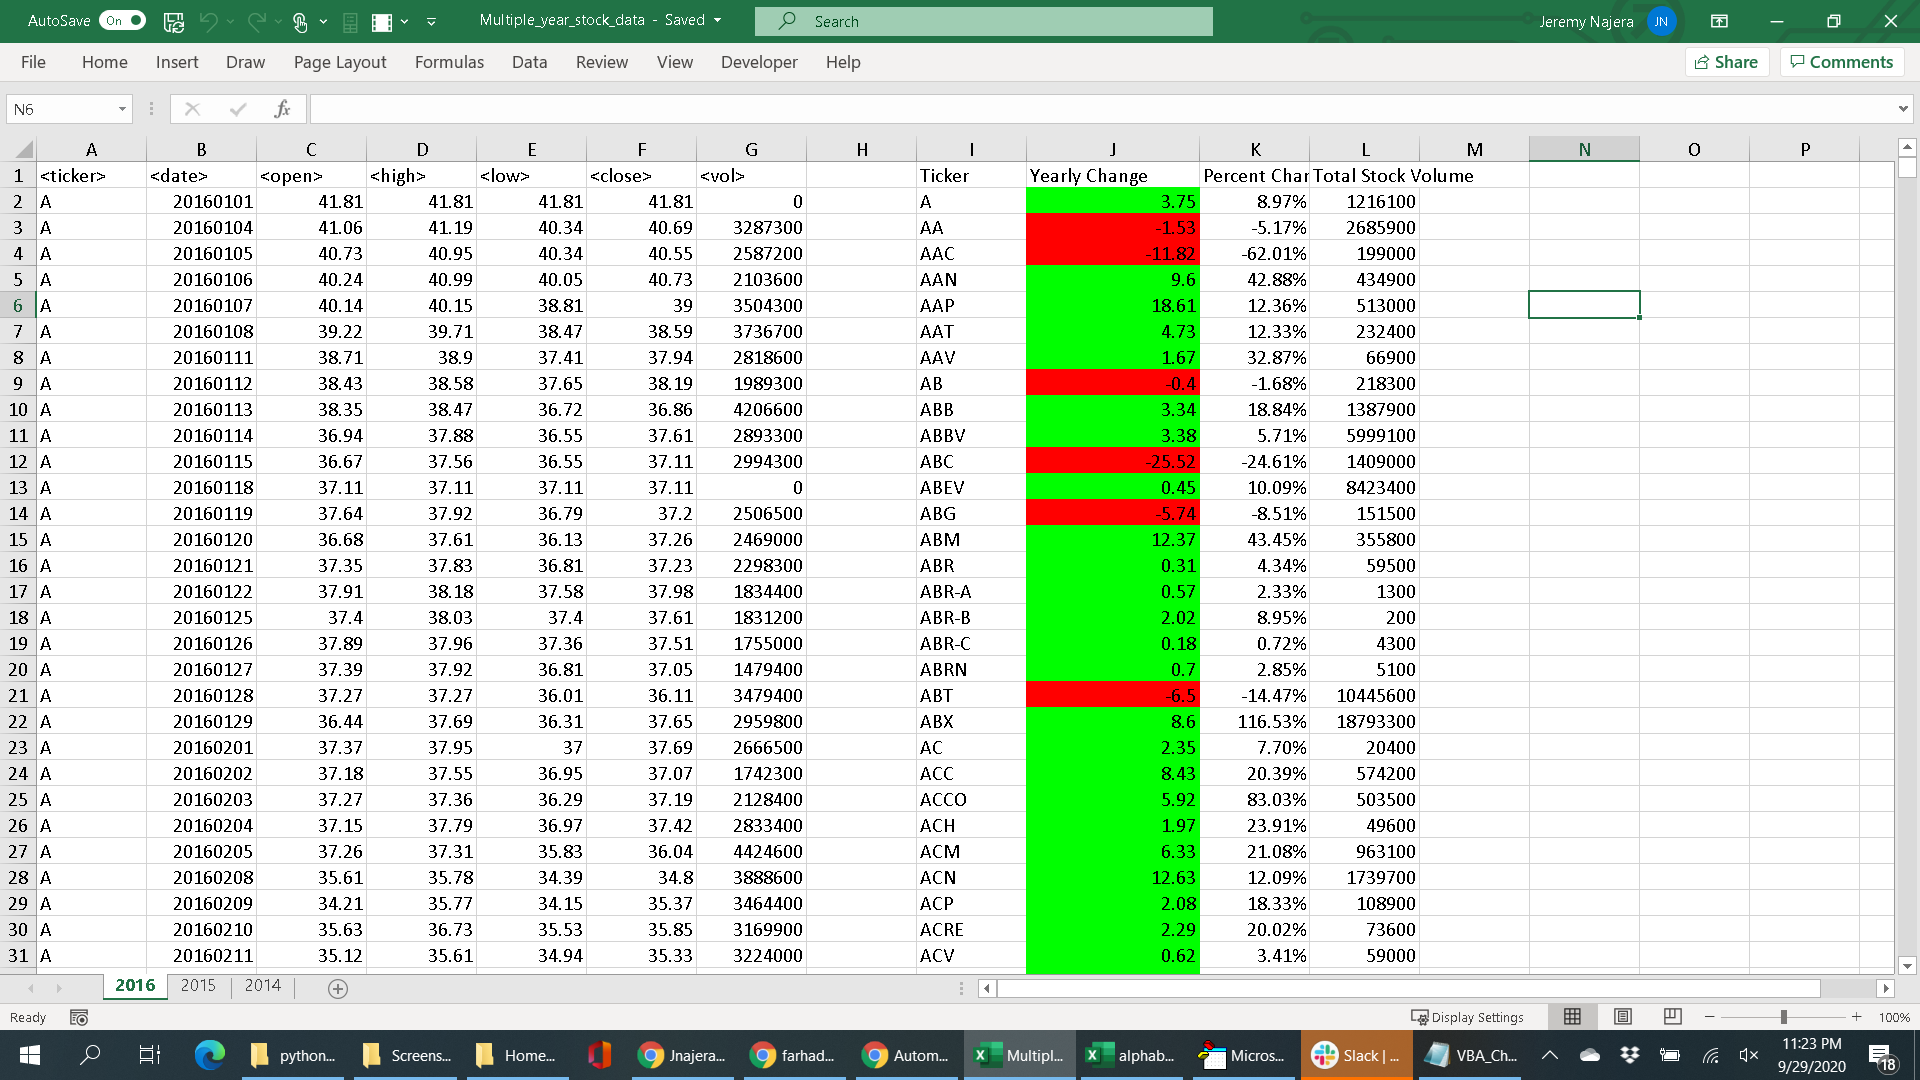 AutoSave On Multiple_year_stock_data - Saved Search Jeremy Najera JN
File Home Insert Draw Page Layout Formulas Data Review View Developer Help Share Comments
N6 fx
A B C D E F G H I J K L M N O P
1 <ticker> <date> <open> <high> <low> <close> <vol> Ticker Yearly Change Percent Char Total Stock Volume
2 A 20160101 41.81 41.81 41.81 41.81 0 A 3.75 8.97% 1216100
3 A 20160104 41.06 41.19 40.34 40.69 3287300 AA -1.53 -5.17% 2685900
4 A 20160105 40.73 40.95 40.34 40.55 2587200 AAC -11.82 -62.01% 199000
5 A 20160106 40.24 40.99 40.05 40.73 2103600 AAN 9.6 42.88% 434900
6 A 20160107 40.14 40.15 38.81 39 3504300 AAP 18.61 12.36% 513000
7 A 20160108 39.22 39.71 38.47 38.59 3736700 AAT 4.73 12.33% 232400
8 A 20160111 38.71 38.9 37.41 37.94 2818600 AAV 1.67 32.87% 66900
9 A 20160112 38.43 38.58 37.65 38.19 1989300 AB -0.4 -1.68% 218300
10 A 20160113 38.35 38.47 36.72 36.86 4206600 ABB 3.34 18.84% 1387900
11 A 20160114 36.94 37.88 36.55 37.61 2893300 ABBV 3.38 5.71% 5999100
12 A 20160115 36.67 37.56 36.55 37.11 2994300 ABC -25.52 -24.61% 1409000
13 A 20160118 37.11 37.11 37.11 37.11 0 ABEV 0.45 10.09% 8423400
14 A 20160119 37.64 37.92 36.79 37.2 2506500 ABG -5.74 -8.51% 151500
15 A 20160120 36.68 37.61 36.13 37.26 2469000 ABM 12.37 43.45% 355800
16 A 20160121 37.35 37.83 36.81 37.23 2298300 ABR 0.31 4.34% 59500
17 A 20160122 37.91 38.18 37.58 37.98 1834400 ABR-A 0.57 2.33% 1300
18 A 20160125 37.4 38.03 37.4 37.61 1831200 ABR-B 2.02 8.95% 200
19 A 20160126 37.89 37.96 37.36 37.51 1755000 ABR-C 0.18 0.72% 4300
20 A 20160127 37.39 37.92 36.81 37.05 1479400 ABRN 0.7 2.85% 5100
21 A 20160128 37.27 37.27 36.01 36.11 3479400 ABT -6.5 -14.47% 10445600
22 A 20160129 36.44 37.69 36.31 37.65 2959800 ABX 8.6 116.53% 18793300
23 A 20160201 37.37 37.95 37 37.69 2666500 AC 2.35 7.70% 20400
24 A 20160202 37.18 37.55 36.95 37.07 1742300 ACC 8.43 20.39% 574200
25 A 20160203 37.27 37.36 36.29 37.19 2128400 ACCO 5.92 83.03% 503500
26 A 20160204 37.15 37.79 36.97 37.42 2833400 ACH 1.97 23.91% 49600
27 A 20160205 37.26 37.31 35.83 36.04 4424600 ACM 6.33 21.08% 963100
28 A 20160208 35.61 35.78 34.39 34.8 3888600 ACN 12.63 12.09% 1739700
29 A 20160209 34.21 35.77 34.15 35.37 3464400 ACP 2.08 18.33% 108900
30 A 20160210 35.63 36.73 35.53 35.85 3169900 ACRE 2.29 20.02% 73600
31 A 20160211 35.12 35.61 34.94 35.33 3224000 ACV 0.62 3.41% 59000
2016 2015 2014
Ready Display Settings 100%
python... Screens... Home... Jnajera... farhad... Autom... Multipl... alphab... Micros... Slack | ... VBA_Ch... 11:23 PM
9/29/2020 18